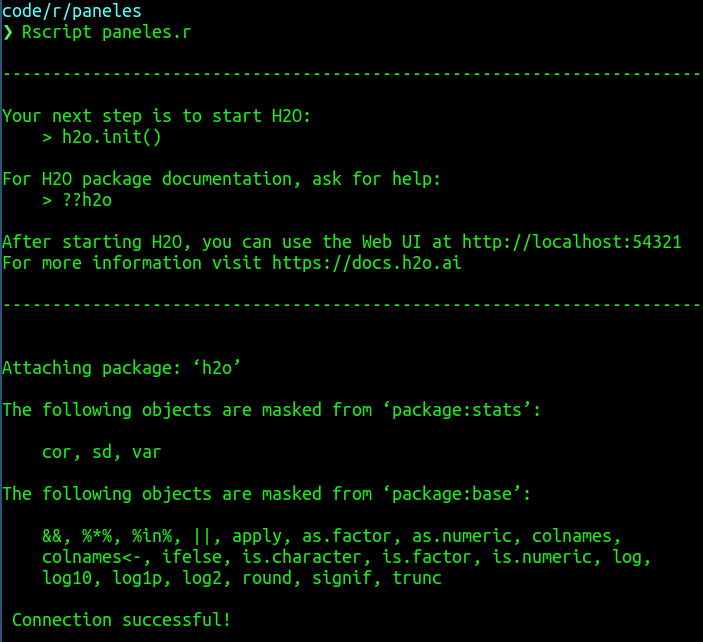 code/r/paneles
❯ Rscript paneles.r
----------------------------------------------------------------------
Your next step is to start H2O:
    > h2o.init()
For H2O package documentation, ask for help:
    > ??h2o
After starting H2O, you can use the Web UI at http://localhost:54321
For more information visit https://docs.h2o.ai
----------------------------------------------------------------------
Attaching package: ‘h2o’
The following objects are masked from ‘package:stats’:
    cor, sd, var
The following objects are masked from ‘package:base’:
    &&, %*%, %in%, ||, apply, as.factor, as.numeric, colnames,
    colnames<-, ifelse, is.character, is.factor, is.numeric, log,
    log10, log1p, log2, round, signif, trunc
 Connection successful!